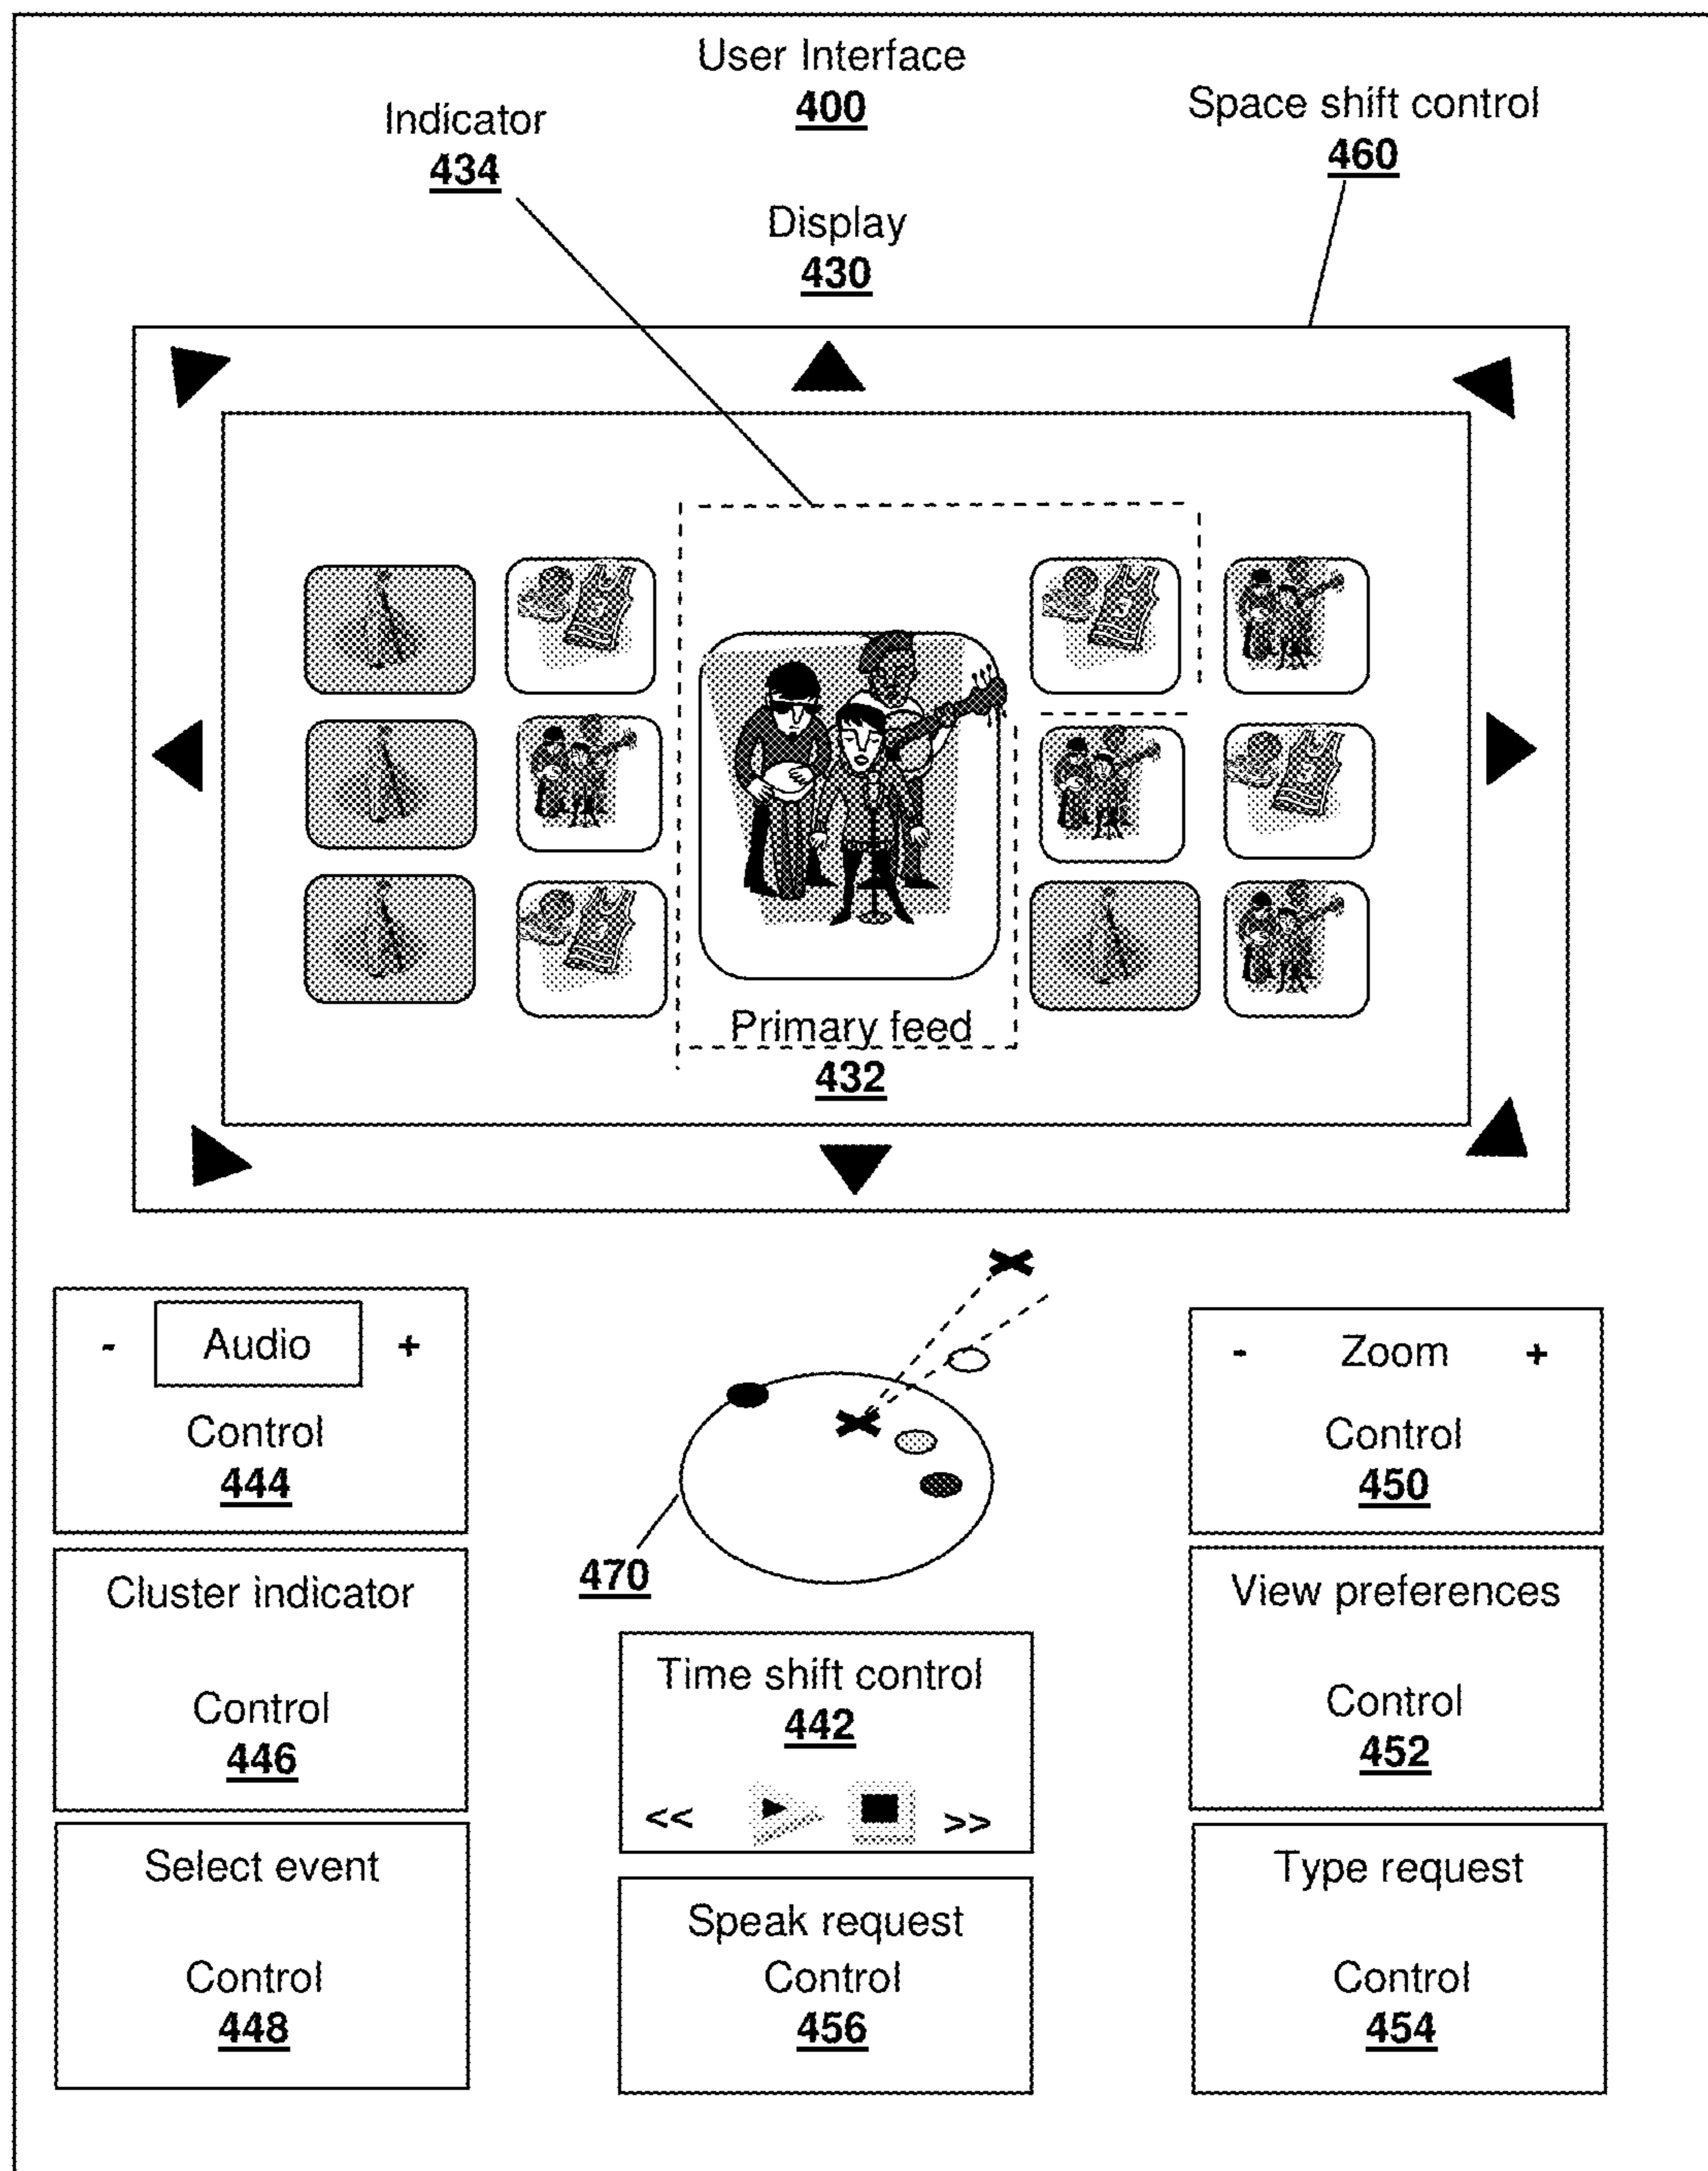 User Interface
400
Indicator
434
Space shift control
460
Display
430
Primary feed
432
- Audio +
Control
444
- Zoom +
Control
450
470
Cluster indicator
Control
446
View preferences
Control
452
Time shift control
442
<< >>
Select event
Control
448
Speak request
Control
456
Type request
Control
454